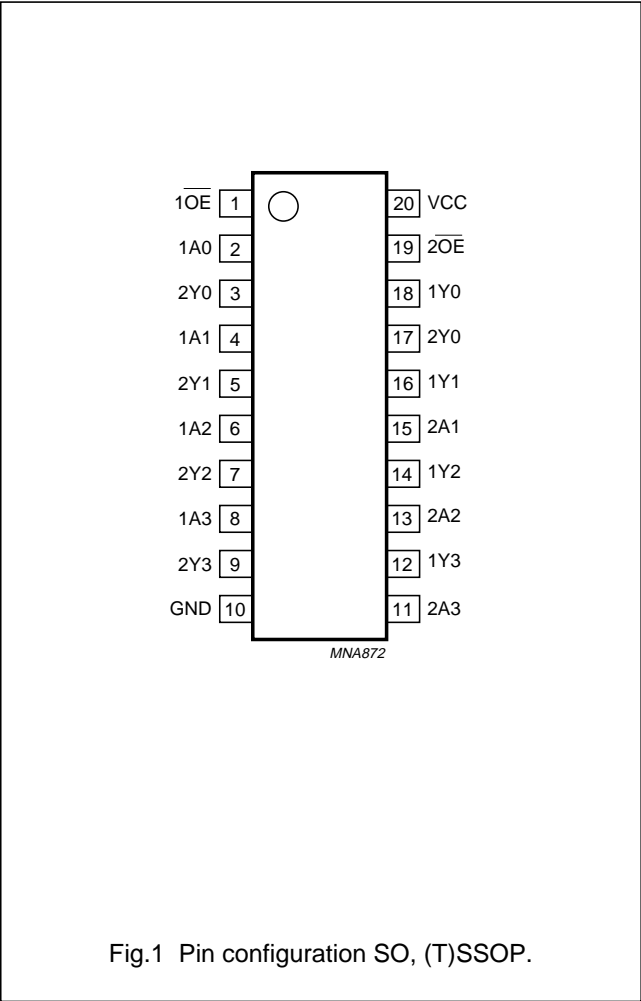 1O̅E̅ 1 20 VCC
1A0 2 19 2O̅E̅
2Y0 3 18 1Y0
1A1 4 17 2Y0
2Y1 5 16 1Y1
1A2 6 15 2A1
2Y2 7 14 1Y2
1A3 8 13 2A2
2Y3 9 12 1Y3
GND 10 11 2A3
MNA872
Fig.1 Pin configuration SO, (T)SSOP.